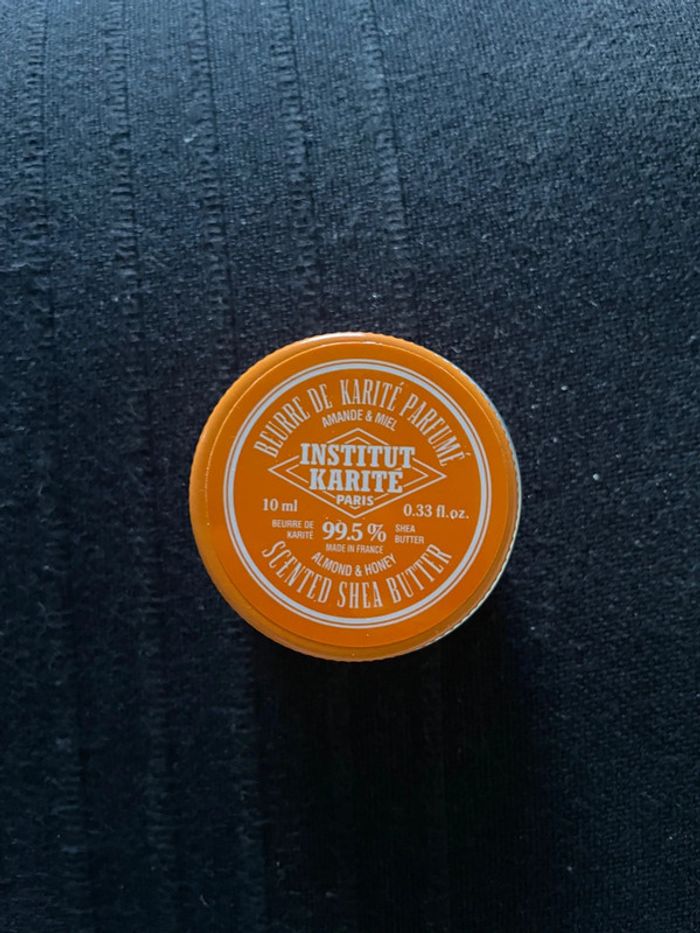 BEURRE DE KARITÉ PARFUMÉ
AMANDE & MIEL
INSTITUT
KARITÉ
PARIS
10 ml
0.33 fl.oz.
BEURRE DE
KARITÉ
99.5 %
SHEA
BUTTER
MADE IN FRANCE
ALMOND & HONEY
SCENTED SHEA BUTTER